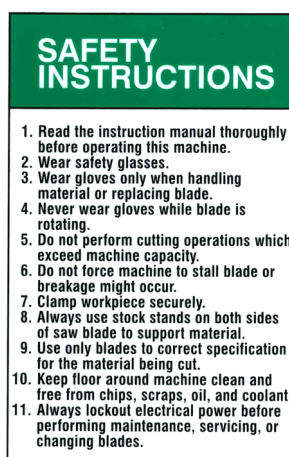 SAFETY
INSTRUCTIONS
1. Read the instruction manual thoroughly
before operating this machine.
2. Wear safety glasses.
3. Wear gloves only when handling
material or replacing blade.
4. Never wear gloves while blade is
rotating.
5. Do not perform cutting operations which
exceed machine capacity.
6. Do not force machine to stall blade or
breakage might occur.
7. Clamp workpiece securely.
8. Always use stock stands on both sides
of saw blade to support material.
9. Use only blades to correct specification
for the material being cut.
10. Keep floor around machine clean and
free from chips, scraps, oil, and coolant
11. Always lockout electrical power before
performing maintenance, servicing, or
changing blades.